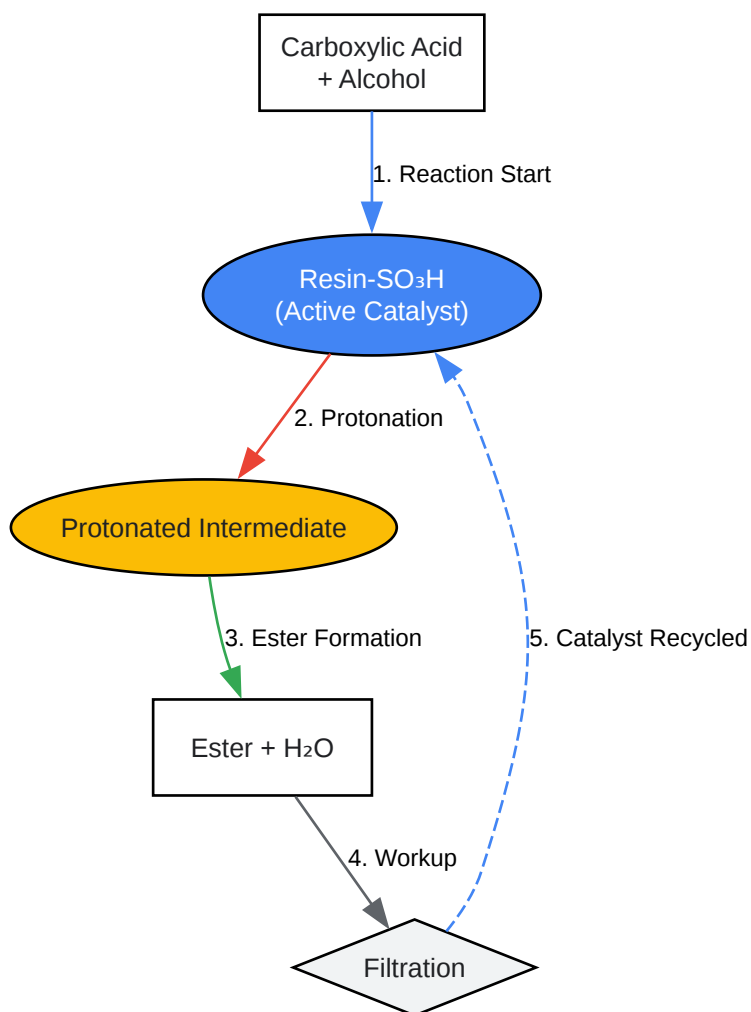 Carboxylic Acid
+ Alcohol
1. Reaction Start
Resin-SO₃H
(Active Catalyst)
2. Protonation
Protonated Intermediate
3. Ester Formation
5. Catalyst Recycled
Ester + H₂O
4. Workup
Filtration